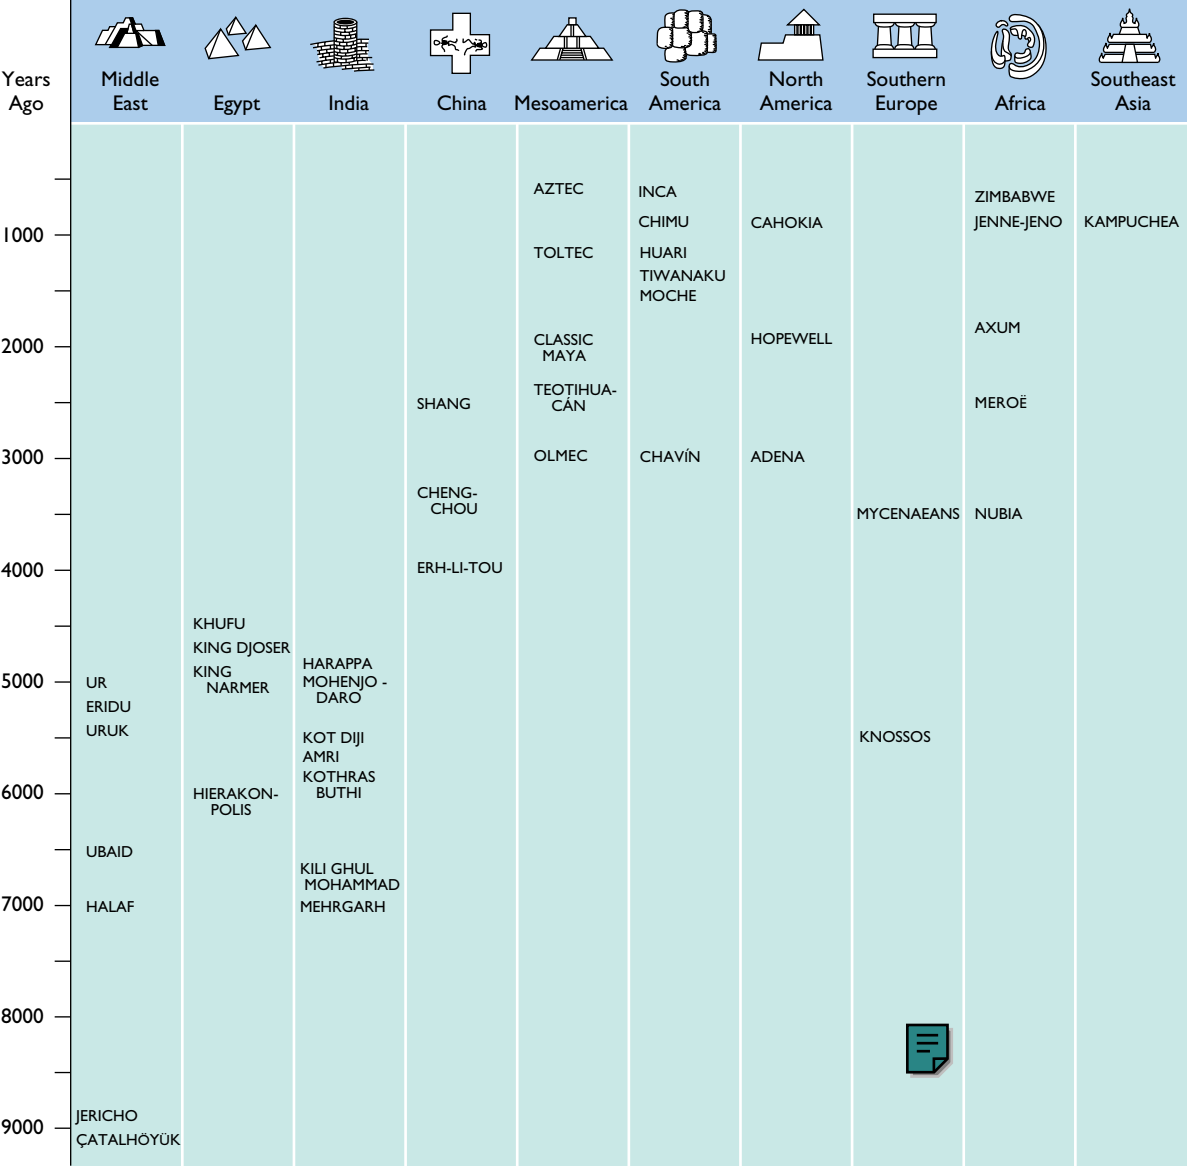 Years
Ago
Middle
East
Egypt
India
China
Mesoamerica
South
America
North
America
Southern
Europe
Africa
Southeast
Asia
AZTEC
INCA
ZIMBABWE
CHIMU
CAHOKIA
JENNE-JENO
KAMPUCHEA
1000
TOLTEC
HUARI
TIWANAKU
MOCHE
AXUM
2000
CLASSIC
MAYA
HOPEWELL
TEOTIHUA-
CÁN
SHANG
MEROË
3000
OLMEC
CHAVÍN
ADENA
CHENG-
CHOU
MYCENAEANS
NUBIA
4000
ERH-LI-TOU
KHUFU
KING DJOSER
KING
NARMER
HARAPPA
MOHENJO -
DARO
5000
UR
ERIDU
URUK
KOT DIJI
AMRI
KOTHRAS
BUTHI
KNOSSOS
6000
HIERAKON-
POLIS
UBAID
KILI GHUL
MOHAMMAD
7000
HALAF
MEHRGARH
8000
JERICHO
9000
ÇATALHÖYÜK